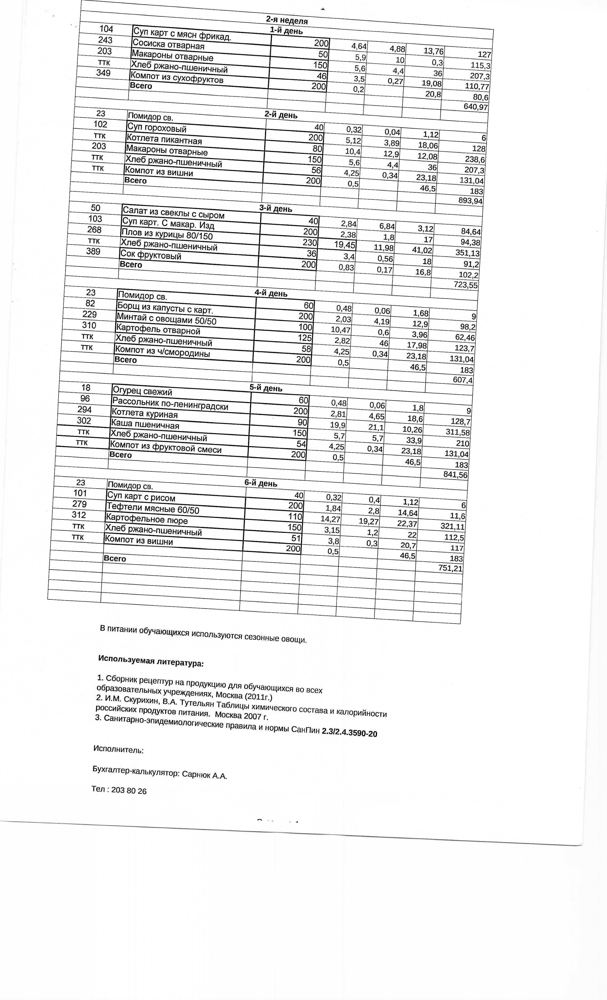 2-я неделя
1-й день
104 Суп карт с мясн фрикад. 200 4,64 4,88 13,76 127
243 Сосиска отварная 50 5,9 10 0,3 115,3
203 Макароны отварные 150 5,6 4,4 36 207,3
ттк Хлеб ржано-пшеничный 46 3,5 0,27 19,08 110,77
349 Компот из сухофруктов 200 0,2 20,8 80,6
Всего 640,97
2-й день
23 Помидор св. 40 0,32 0,04 1,12 6
102 Суп гороховый 200 5,12 3,89 18,06 128
ттк Котлета пикантная 80 10,4 12,9 12,08 238,6
203 Макароны отварные 150 5,6 4,4 36 207,3
ттк Хлеб ржано-пшеничный 56 4,25 0,34 23,18 131,04
ттк Компот из вишни 200 0,5 46,5 183
Всего 893,94
3-й день
50 Салат из свеклы с сыром 40 2,84 6,84 3,12 84,64
103 Суп карт. С макар. Изд 200 2,38 1,8 17 94,38
268 Плов из курицы 80/150 230 19,45 11,98 41,02 351,13
ттк Хлеб ржано-пшеничный 36 3,4 0,56 18 91,2
389 Сок фруктовый 200 0,83 0,17 16,8 102,2
Всего 723,55
4-й день
23 Помидор св. 60 0,48 0,06 1,68 9
82 Борщ из капусты с карт. 200 2,03 4,19 12,9 98,2
229 Минтай с овощами 50/50 100 10,47 0,6 3,96 62,46
310 Картофель отварной 125 2,82 46 17,98 123,7
ттк Хлеб ржано-пшеничный 58 4,25 0,34 23,18 131,04
ттк Компот из ч/смородины 200 0,5 46,5 183
Всего 607,4
5-й день
18 Огурец свежий 60 0,48 0,06 1,8 9
96 Рассольник по-ленинградски 200 2,81 4,65 18,6 128,7
294 Котлета куриная 90 19,9 21,1 10,26 311,58
302 Каша пшеничная 150 5,7 5,7 33,9 210
ттк Хлеб ржано-пшеничный 54 4,25 0,34 23,18 131,04
ттк Компот из фруктовой смеси 200 0,5 46,5 183
Всего 841,56
6-й день
23 Помидор св. 40 0,32 0,4 1,12 6
101 Суп карт с рисом 200 1,84 2,8 14,64 11,6
279 Тефтели мясные 60/50 110 14,27 19,27 22,37 321,11
312 Картофельное пюре 150 3,15 1,2 22 112,5
ттк Хлеб ржано-пшеничный 51 3,8 0,3 20,7 117
ттк Компот из вишни 200 0,5 46,5 183
Всего 751,21
В питании обучающихся используются сезонные овощи.
Используемая литература:
1. Сборник рецептур на продукцию для обучающихся во всех
образовательных учреждениях, Москва (2011г.)
2. И.М. Скурихин, В.А. Тутельян Таблицы химического состава и калорийности
российских продуктов питания. Москва 2007 г.
3. Санитарно-эпидемиологические правила и нормы СанПин 2.3/2.4.3590-20
Исполнитель:
Бухгалтер-калькулятор: Сарнюк А.А.
Тел : 203 80 26